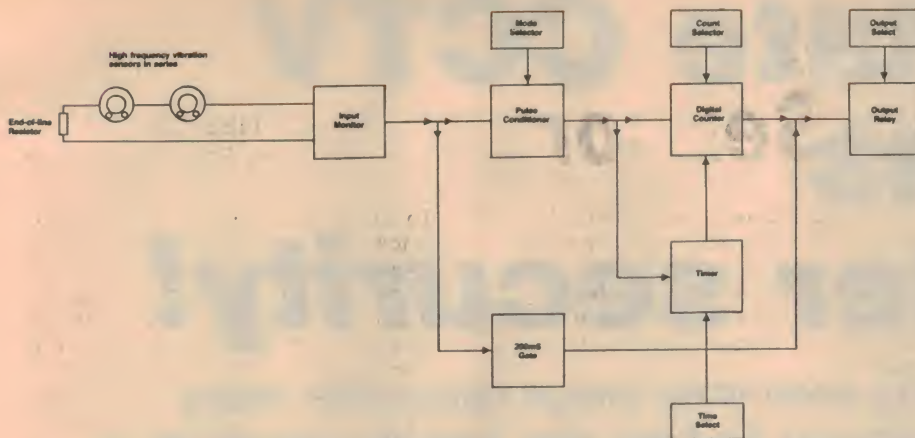 High frequency vibration
sensors in series
End-of-line
Resistor
Input
Monitor
Mode
Selector
Pulse
Conditioner
Count
Selector
Digital
Counter
Output
Select
Output
Relay
Timer
200mS
Gate
Time
Select